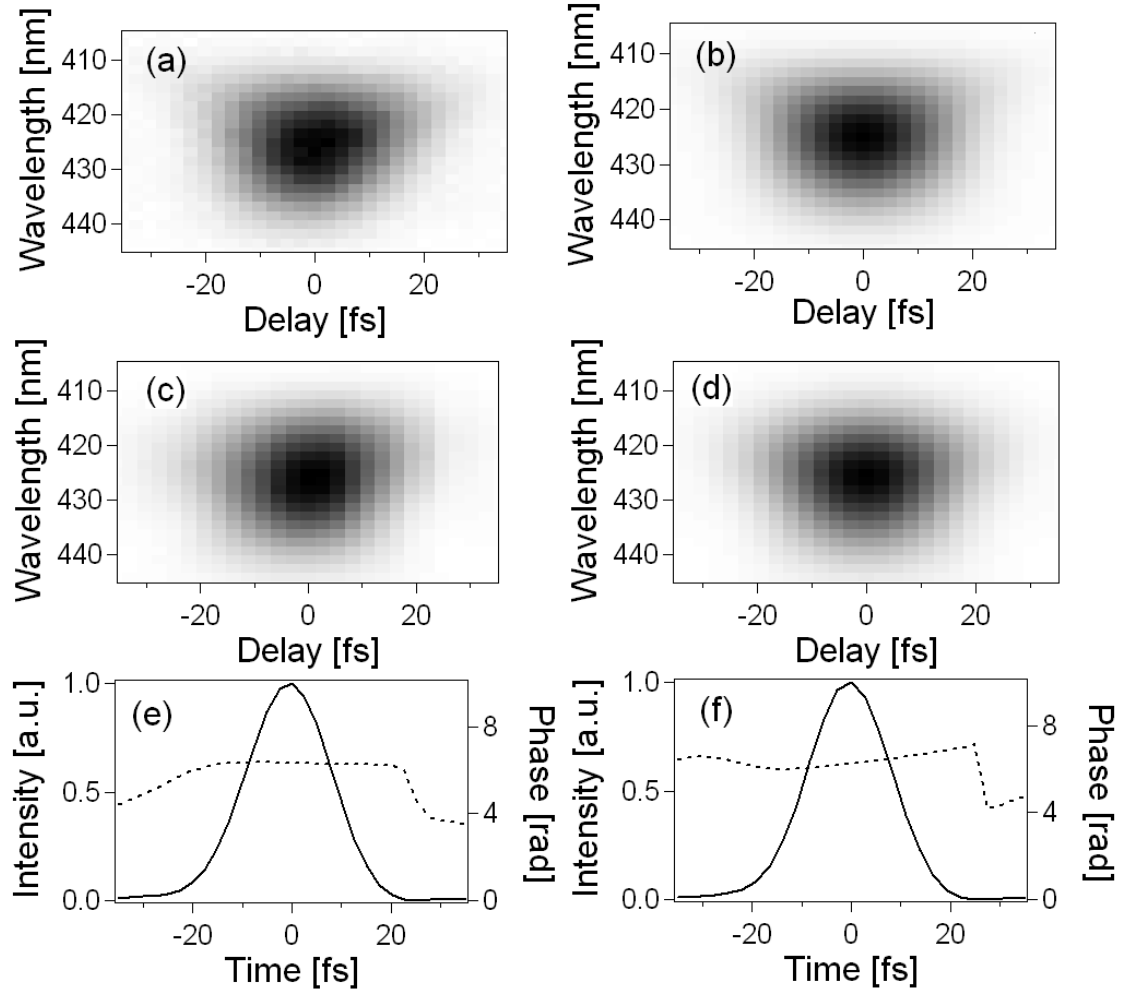 (a)
Wavelength [nm]
410
420
430
440
-20 0 20
Delay [fs]
(b)
Wavelength [nm]
410
420
430
440
-20 0 20
Delay [fs]
(c)
Wavelength [nm]
410
420
430
440
-20 0 20
Delay [fs]
(d)
Wavelength [nm]
410
420
430
440
-20 0 20
Delay [fs]
(e)
Intensity [a.u.]
1.0
0.5
0.0
8
4
0
Phase [rad]
-20 0 20
Time [fs]
(f)
Intensity [a.u.]
1.0
0.5
0.0
8
4
0
Phase [rad]
-20 0 20
Time [fs]